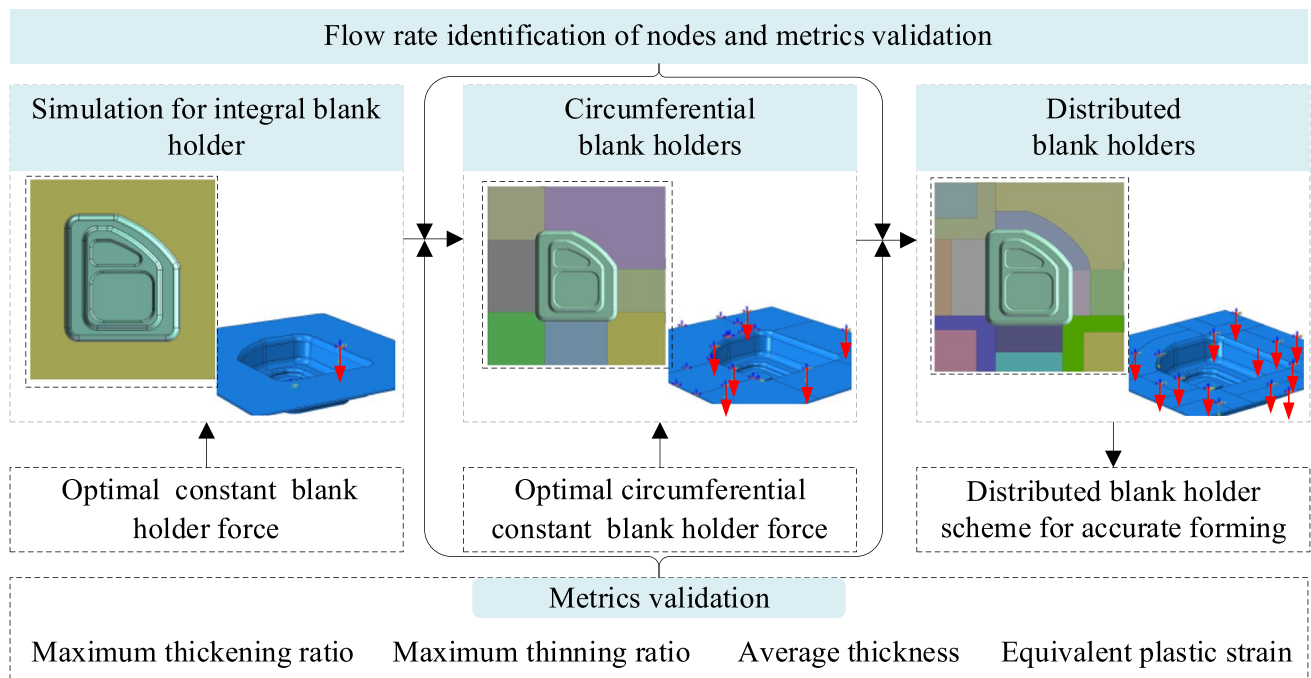 Flow rate identification of nodes and metrics validation
Simulation for integral blank
holder
Circumferential
blank holders
Distributed
blank holders
Optimal constant blank
holder force
Optimal circumferential
constant blank holder force
Distributed blank holder
scheme for accurate forming
Metrics validation
Maximum thickening ratio
Maximum thinning ratio
Average thickness
Equivalent plastic strain